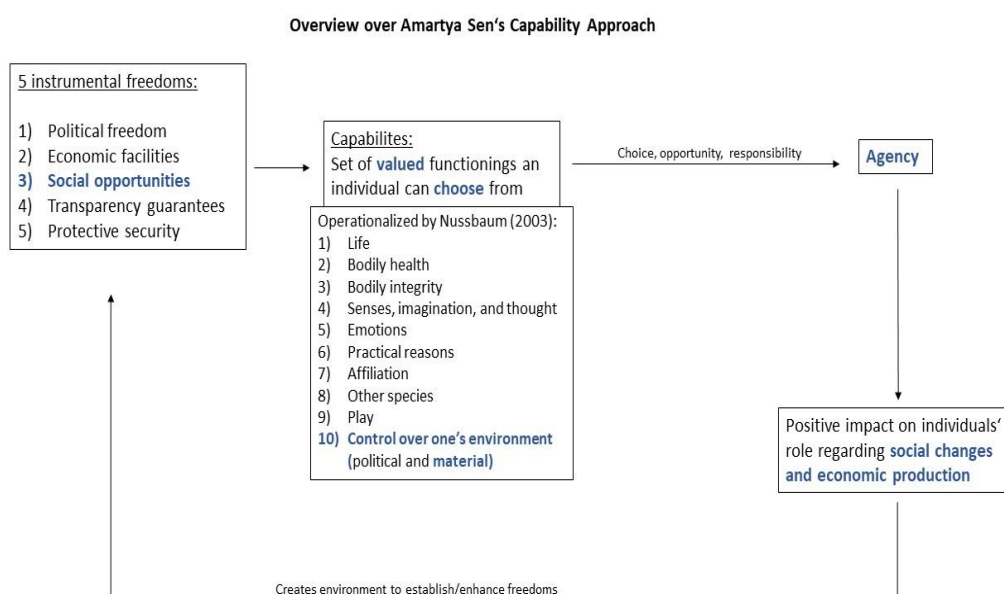 Overview over Amartya Sen‘s Capability Approach
5 instrumental freedoms:
1) Political freedom
2) Economic facilities
3) Social opportunities
4) Transparency guarantees
5) Protective security
Capabilites:
Set of valued functionings an
individual can choose from
Operationalized by Nussbaum (2003):
1) Life
2) Bodily health
3) Bodily integrity
4) Senses, imagination, and thought
5) Emotions
6) Practical reasons
7) Affiliation
8) Other species
9) Play
10) Control over one’s environment
(political and material)
Choice, opportunity, responsibility
Agency
Positive impact on individuals‘
role regarding social changes
and economic production
Creates environment to establish/enhance freedoms